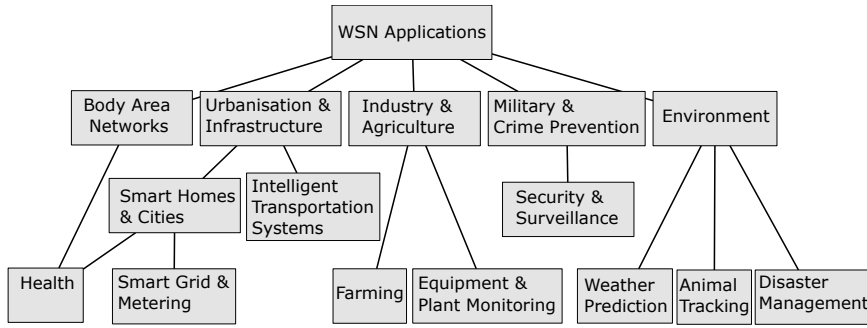 WSN Applications
Body Area
Networks
Urbanisation &
Infrastructure
Industry &
Agriculture
Military &
Crime Prevention
Environment
Smart Homes
& Cities
Intelligent
Transportation
Systems
Security &
Surveillance
Health
Smart Grid &
Metering
Farming
Equipment &
Plant Monitoring
Weather
Prediction
Animal
Tracking
Disaster
Management